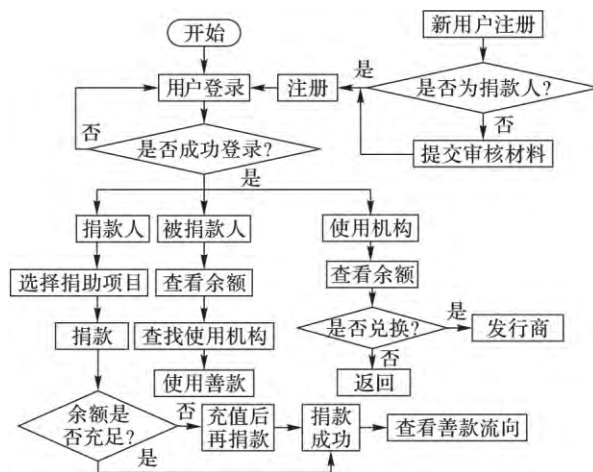 开始
新用户注册
用户登录
注册
是
是否为捐款人?
否
否
提交审核材料
是否成功登录?
是
捐款人
被捐款人
使用机构
选择捐助项目
查看余额
查看余额
捐款
查找使用机构
是否兑换?
是
发行商
否
使用善款
返回
余额是
否充足?
否
充值后
再捐款
捐款
成功
查看善款流向
是